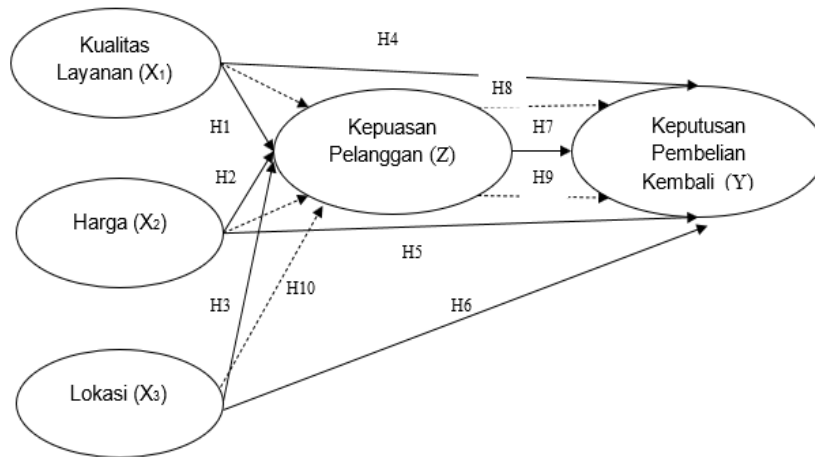 Kualitas
Layanan (X₁)
H4
H8
H1
Kepuasan
Pelanggan (Z)
H7
Keputusan
Pembelian
Kembali (Y)
H2
H9
Harga (X₂)
H5
H3
H10
H6
Lokasi (X₃)